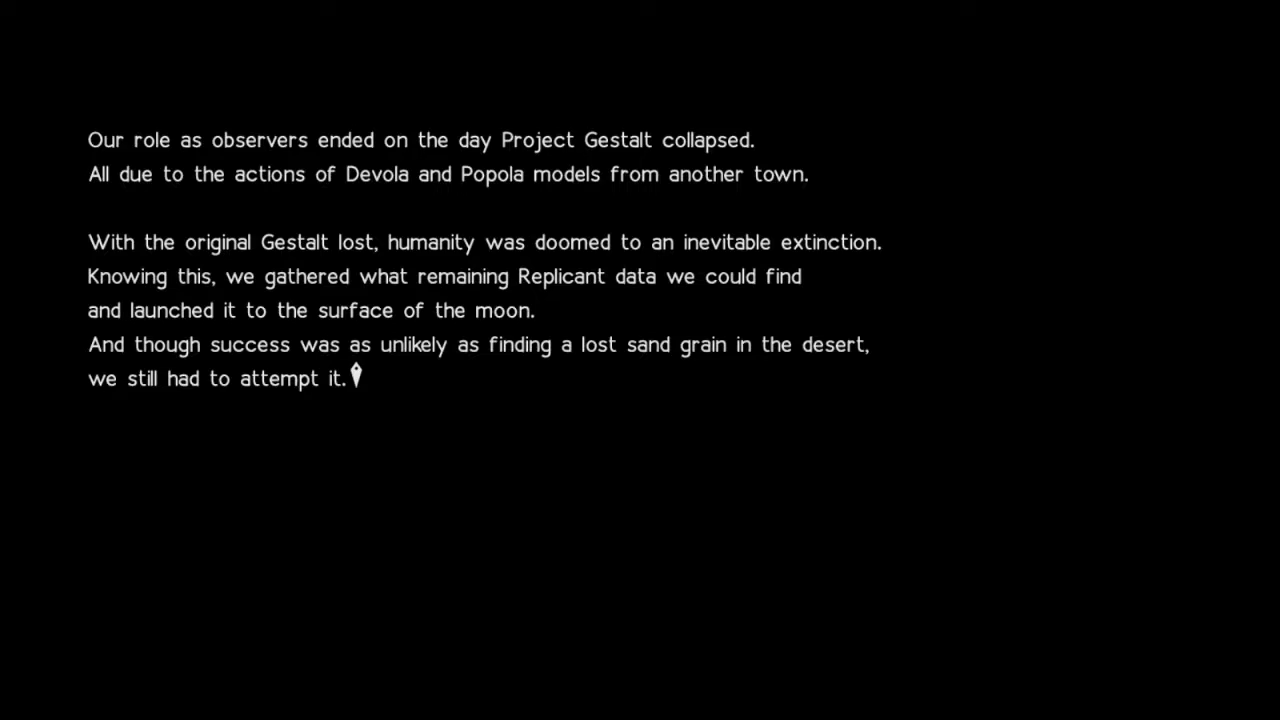 Our role as observers ended on the day Project Gestalt collapsed.
All due to the actions of Devola and Popola models from another town.
With the original Gestalt lost, humanity was doomed to an inevitable extinction.
Knowing this, we gathered what remaining Replicant data we could find
and launched it to the surface of the moon.
And though success was as unlikely as finding a lost sand grain in the desert,
we still had to attempt it.